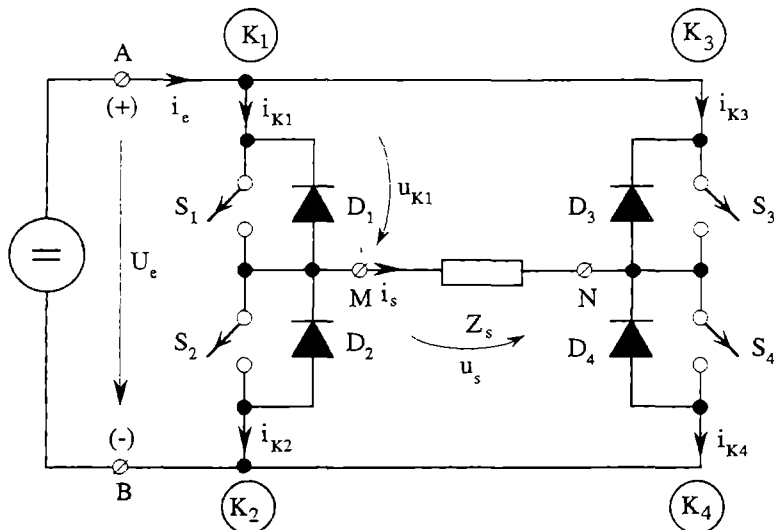 K1
K3
A
(+)
ie
iK1
iK3
uK1
S1
D1
D3
S3
=
Ue
M
is
N
Zs
us
S2
D2
D4
S4
(-)
B
iK2
iK4
K2
K4